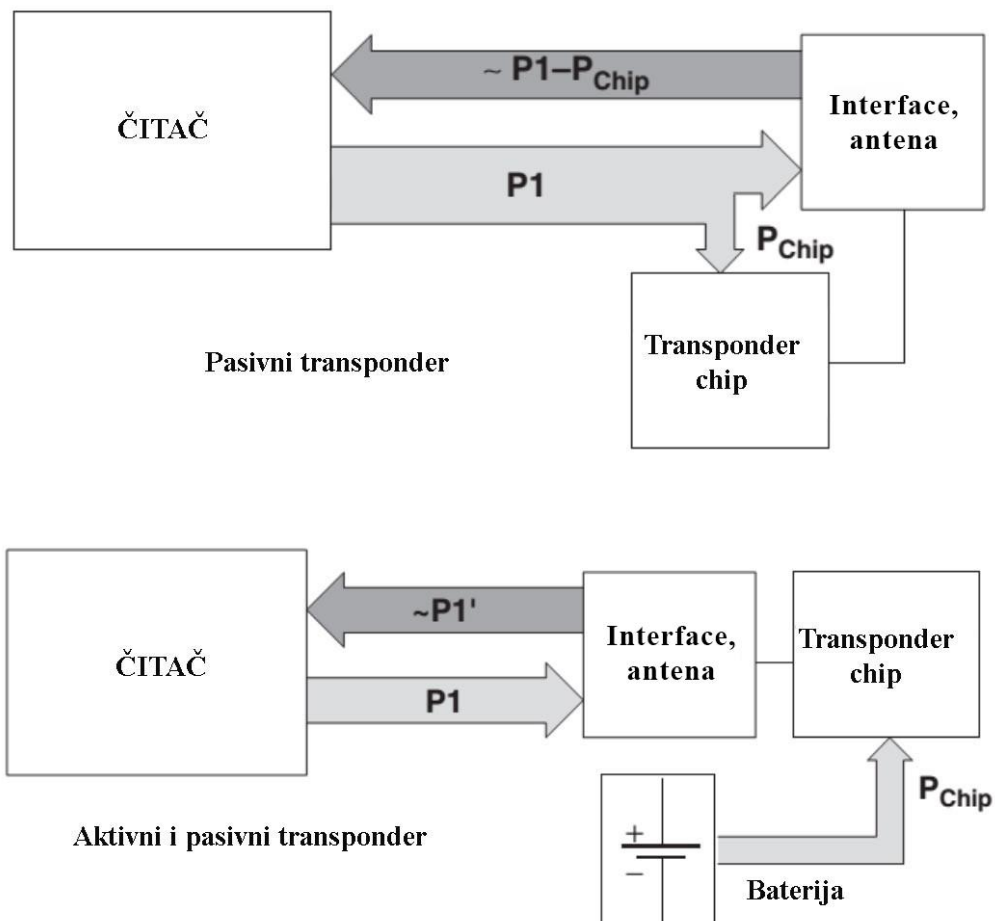 ~ P1–PChip
ČITAČ
Interface,
antena
P1
PChip
Transponder
chip
Pasivni transponder
~P1'
ČITAČ
Interface,
antena
Transponder
chip
P1
PChip
+
–
Aktivni i pasivni transponder
Baterija